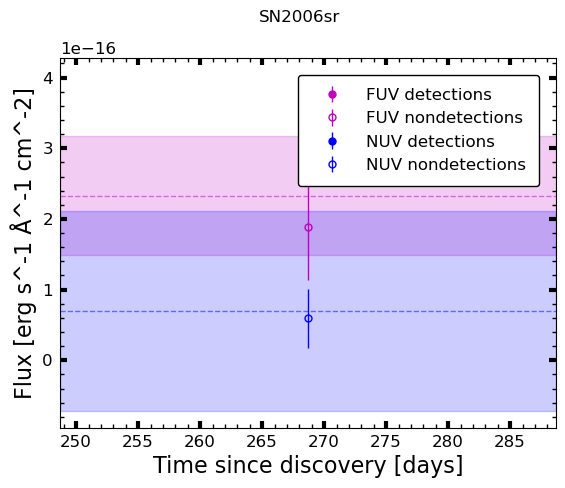 SN2006sr
1e−16
FUV detections
FUV nondetections
NUV detections
NUV nondetections
4
3
2
1
0
Flux [erg s^-1 Å^-1 cm^-2]
250 255 260 265 270 275 280 285
Time since discovery [days]